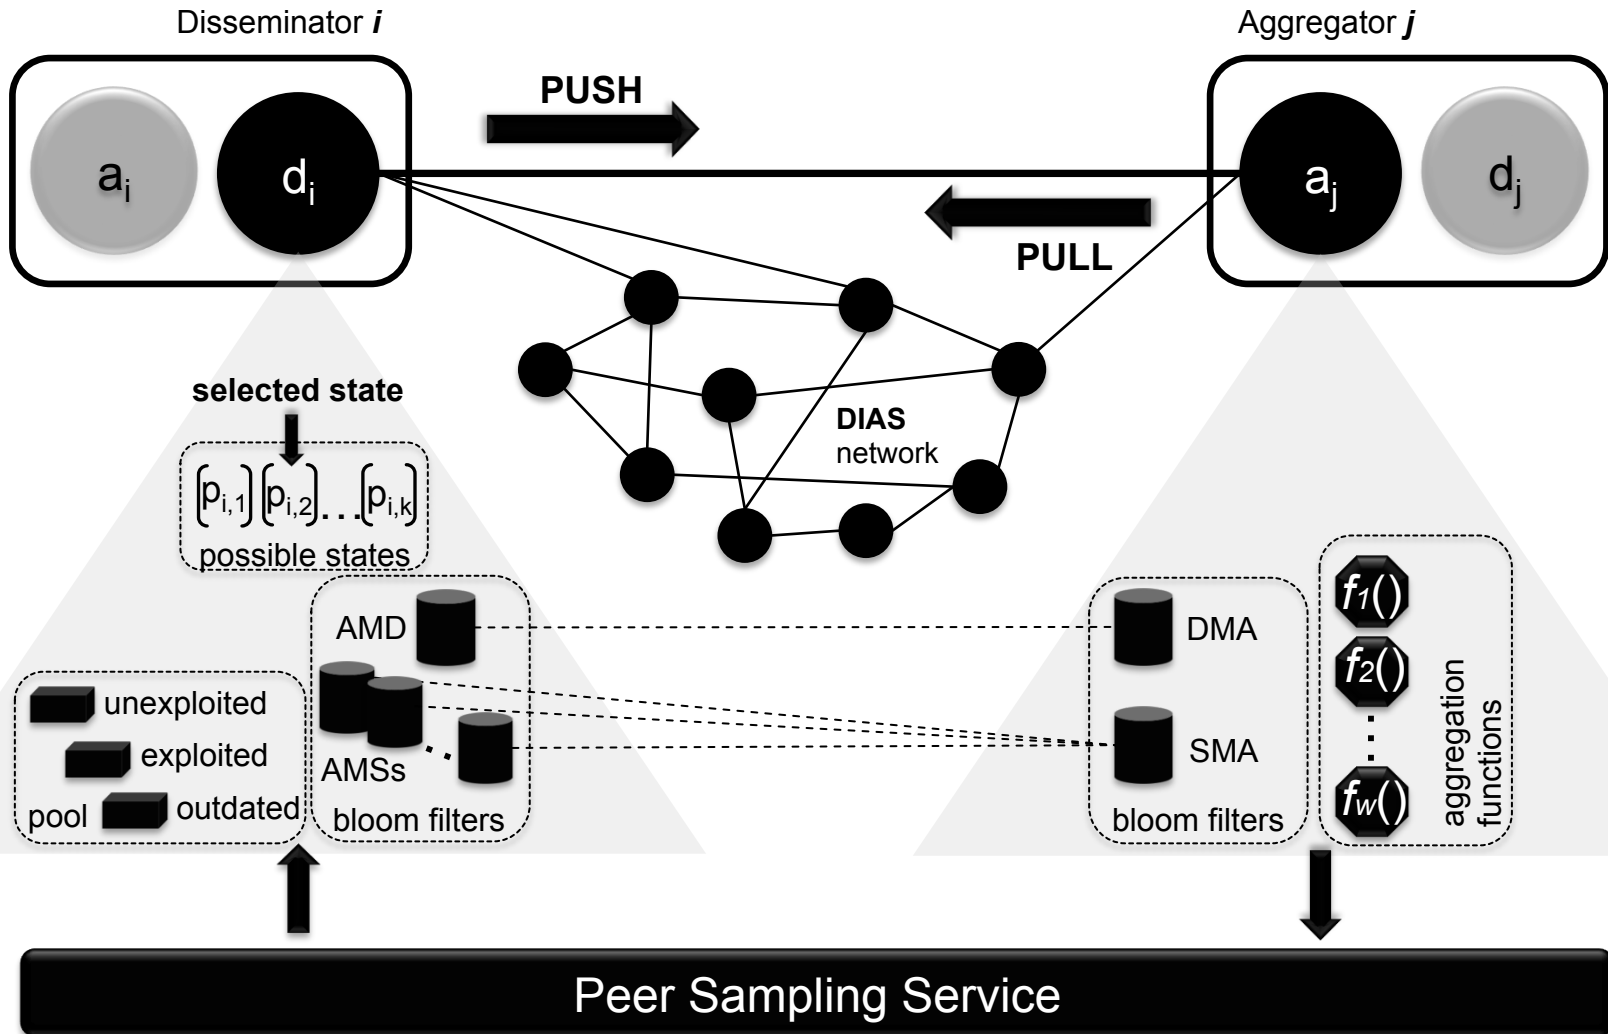 Disseminator i
Aggregator j
PUSH
a_i
d_i
a_j
d_j
PULL
selected state
DIAS
network
p_i,1 p_i,2 ... p_i,k
possible states
f_1()
AMD
DMA
f_2()
unexploited
exploited
AMSs
SMA
aggregation
functions
pool
outdated
bloom filters
bloom filters
f_w()
Peer Sampling Service